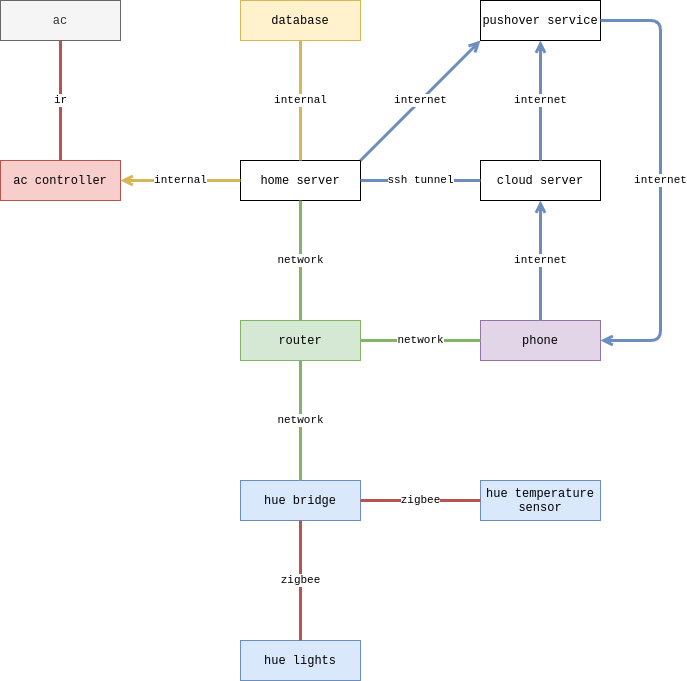 ac
database
pushover service
ir
internal
internet
internet
ac controller
internal
home server
ssh tunnel
cloud server
internet
network
internet
router
network
phone
network
hue bridge
zigbee
hue temperature
sensor
zigbee
hue lights